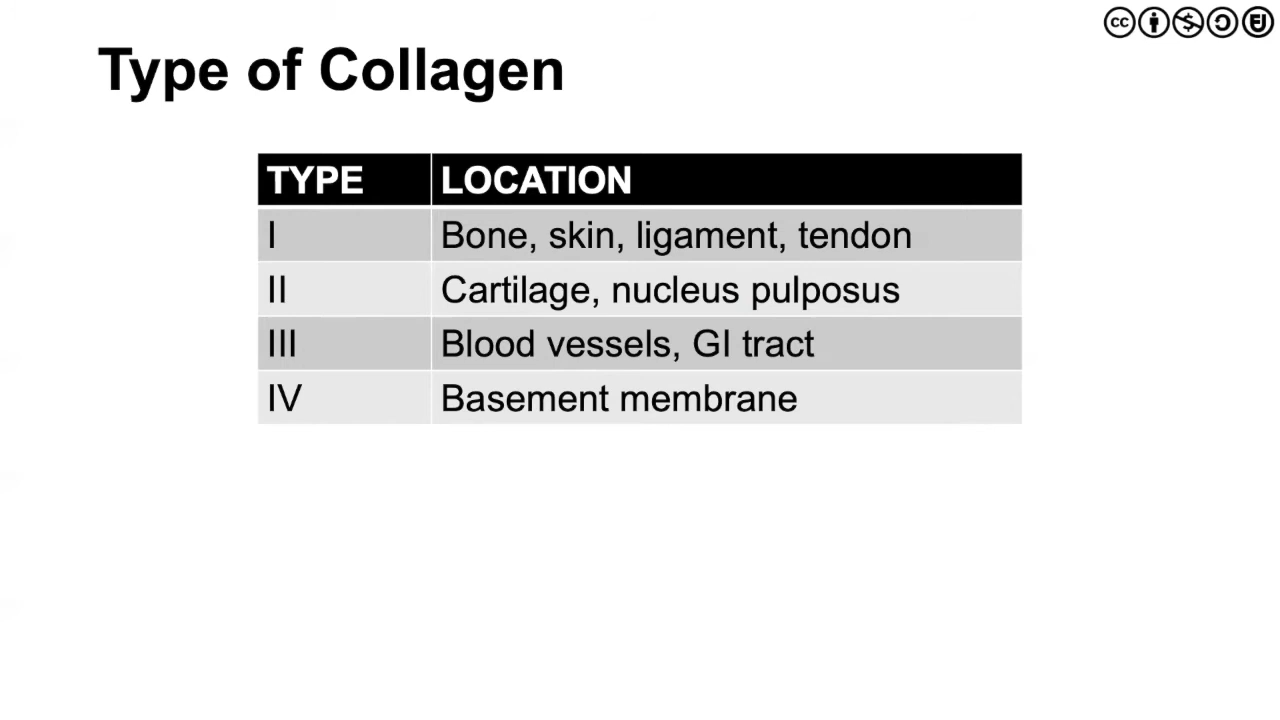 cc
Type of Collagen
TYPE LOCATION
I Bone, skin, ligament, tendon
II Cartilage, nucleus pulposus
III Blood vessels, GI tract
IV Basement membrane